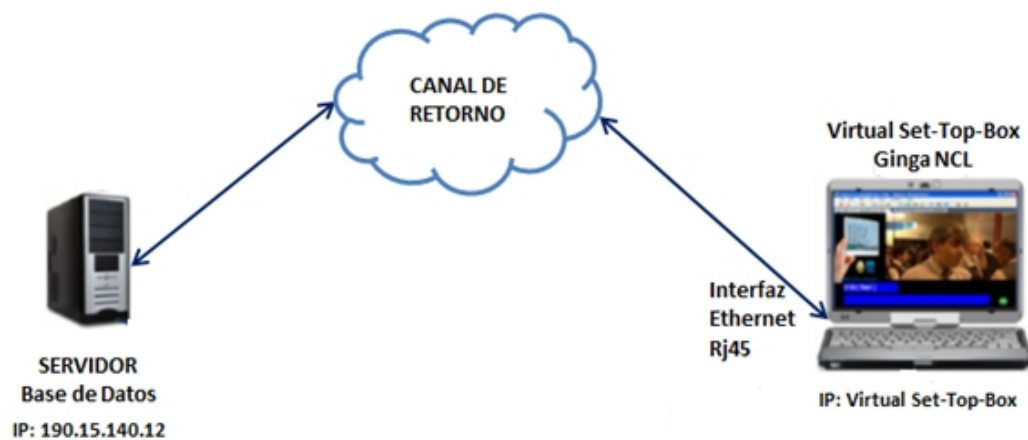 CANAL DE
RETORNO
Virtual Set-Top-Box
Ginga NCL
Interfaz
Ethernet
Rj45
SERVIDOR
Base de Datos
IP: 190.15.140.12
IP: Virtual Set-Top-Box